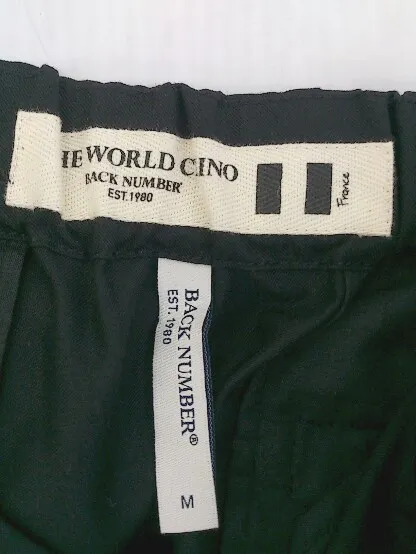 HE WORLD CINO
BACK NUMBER
EST.1980
France
BACK NUMBER®
EST. 1980
M